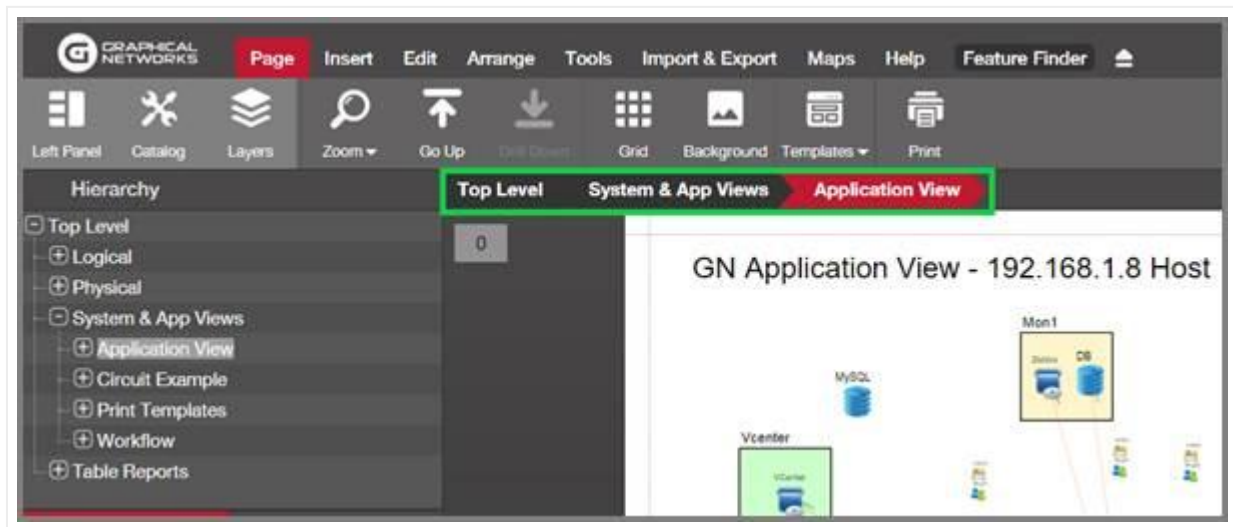 GRAPHICAL
NETWORKS
Page Insert Edit Arrange Tools Import & Export Maps Help Feature Finder
Left Panel Catalog Layers Zoom Go Up Drill Down Grid Background Templates Print
Hierarchy
Top Level System & App Views Application View
Top Level
Logical
Physical
System & App Views
Application View
Circuit Example
Print Templates
Workflow
Table Reports
0
GN Application View - 192.168.1.8 Host
Mon1
DB
MySQL
Vcenter
VCenter